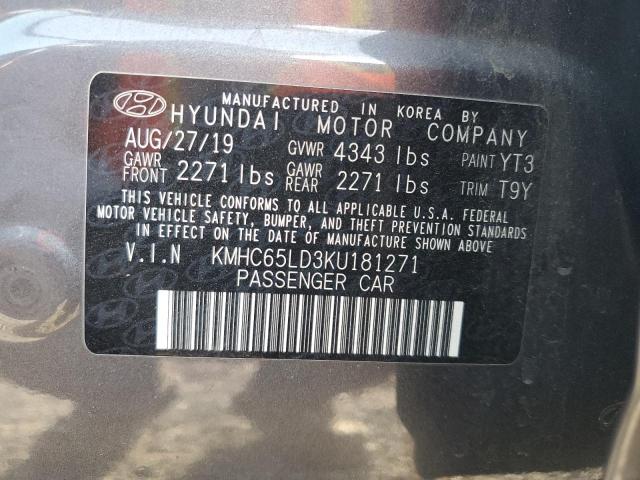 MANUFACTURED IN KOREA BY
HYUNDAI MOTOR COMPANY
AUG/27/19 GVWR 4343 lbs PAINT YT3
GAWR FRONT 2271 lbs GAWR REAR 2271 lbs TRIM T9Y
THIS VEHICLE CONFORMS TO ALL APPLICABLE U.S.A. FEDERAL
MOTOR VEHICLE SAFETY, BUMPER, AND THEFT PREVENTION STANDARDS
IN EFFECT ON THE DATE OF MANUFACTURE SHOWN ABOVE.
V.I.N KMHC65LD3KU181271
PASSENGER CAR